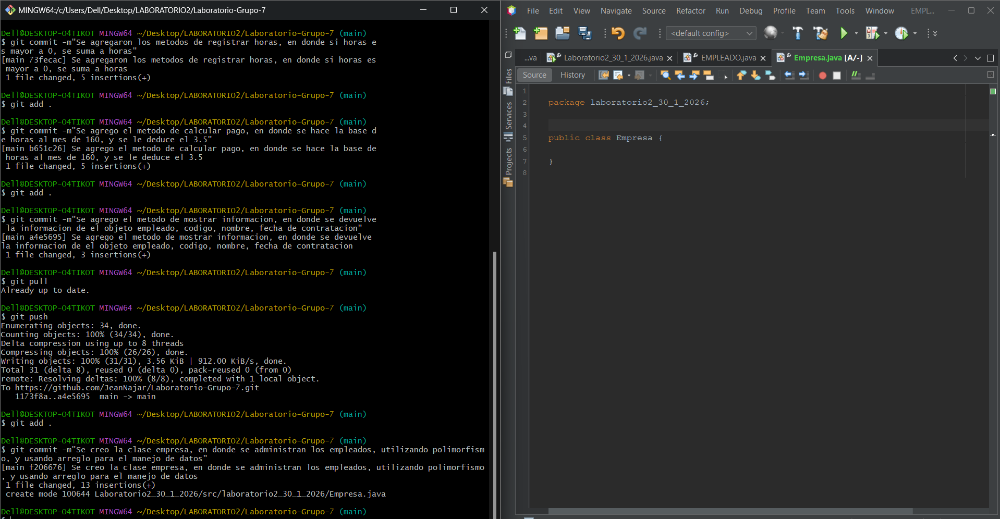 MINGW64:/c/Users/Dell/Desktop/LABORATORIO2/Laboratorio-Grupo-7
Dell@DESKTOP-O4TIKOT MINGW64 ~/Desktop/LABORATORIO2/Laboratorio-Grupo-7 (main)
$ git commit -m"Se agregaron los metodos de registrar horas, en donde si horas e
s mayor a 0, se suma a horas"
[main 73fecac] Se agregaron los metodos de registrar horas, en donde si horas es
 mayor a 0, se suma a horas
 1 file changed, 5 insertions(+)
Dell@DESKTOP-O4TIKOT MINGW64 ~/Desktop/LABORATORIO2/Laboratorio-Grupo-7 (main)
$ git add .
Dell@DESKTOP-O4TIKOT MINGW64 ~/Desktop/LABORATORIO2/Laboratorio-Grupo-7 (main)
$ git commit -m"Se agrego el metodo de calcular pago, en donde se hace la base d
e horas al mes de 160, y se le deduce el 3.5"
[main b651c26] Se agrego el metodo de calcular pago, en donde se hace la base de
 horas al mes de 160, y se le deduce el 3.5
 1 file changed, 5 insertions(+)
Dell@DESKTOP-O4TIKOT MINGW64 ~/Desktop/LABORATORIO2/Laboratorio-Grupo-7 (main)
$ git add .
Dell@DESKTOP-O4TIKOT MINGW64 ~/Desktop/LABORATORIO2/Laboratorio-Grupo-7 (main)
$ git commit -m"Se agrego el metodo de mostrar informacion, en donde se devuelve
 la informacion de el objeto empleado, codigo, nombre, fecha de contratacion"
[main a4e5695] Se agrego el metodo de mostrar informacion, en donde se devuelve
la informacion de el objeto empleado, codigo, nombre, fecha de contratacion
 1 file changed, 3 insertions(+)
Dell@DESKTOP-O4TIKOT MINGW64 ~/Desktop/LABORATORIO2/Laboratorio-Grupo-7 (main)
$ git pull
Already up to date.
Dell@DESKTOP-O4TIKOT MINGW64 ~/Desktop/LABORATORIO2/Laboratorio-Grupo-7 (main)
$ git push
Enumerating objects: 34, done.
Counting objects: 100% (34/34), done.
Delta compression using up to 8 threads
Compressing objects: 100% (26/26), done.
Writing objects: 100% (31/31), 3.56 KiB | 912.00 KiB/s, done.
Total 31 (delta 8), reused 0 (delta 0), pack-reused 0 (from 0)
remote: Resolving deltas: 100% (8/8), completed with 1 local object.
To https://github.com/JeanNajar/Laboratorio-Grupo-7.git
   1173f8a..a4e5695  main -> main
Dell@DESKTOP-O4TIKOT MINGW64 ~/Desktop/LABORATORIO2/Laboratorio-Grupo-7 (main)
$ git add .
Dell@DESKTOP-O4TIKOT MINGW64 ~/Desktop/LABORATORIO2/Laboratorio-Grupo-7 (main)
$ git commit -m"Se creo la clase empresa, en donde se administran los empleados, utilizando polimorfism
o, y usando arreglo para el manejo de datos"
[main f206676] Se creo la clase empresa, en donde se administran los empleados, utilizando polimorfismo
, y usando arreglo para el manejo de datos
 1 file changed, 13 insertions(+)
 create mode 100644 Laboratorio2_30_1_2026/src/laboratorio2_30_1_2026/Empresa.java
Dell@DESKTOP-O4TIKOT MINGW64 ~/Desktop/LABORATORIO2/Laboratorio-Grupo-7 (main)
$
File Edit View Navigate Source Refactor Run Debug Profile Team Tools Window EMPL...
<default config>
...va Laboratorio2_30_1_2026.java EMPLEADO.java Empresa.java [A/-]
Source History
Files
Services
Projects
1
2 package laboratorio2_30_1_2026;
3
4
5 public class Empresa {
6
7 }
8